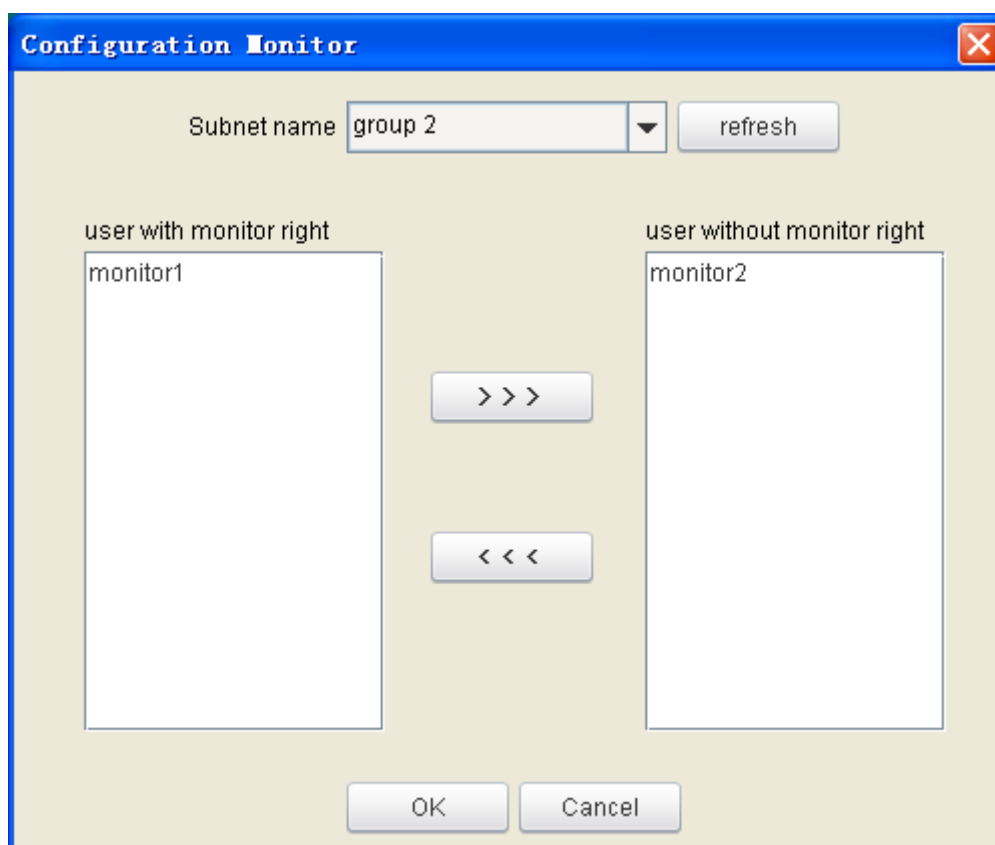 Configuration Monitor
Subnet name group 2 refresh
user with monitor right
user without monitor right
monitor1
monitor2
> > >
< < <
OK
Cancel